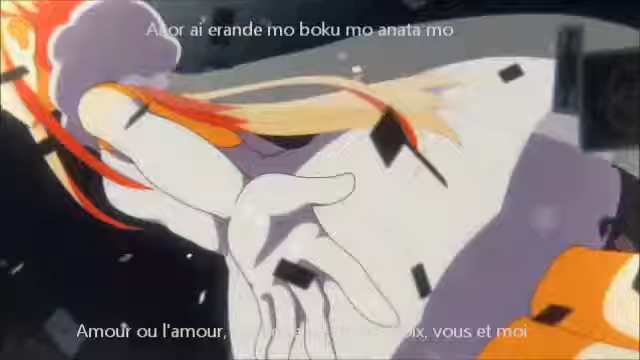 ai erande mo boku mo anata mo
Amour ou l'amour, vous et moi